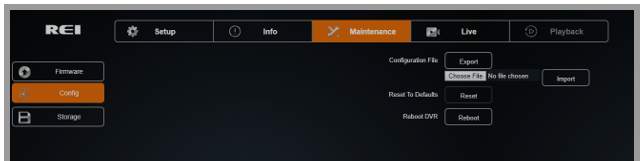 REI Setup Info Maintenance Live Playback
Firmware
Config
Storage
Configuration File Export
Choose File No file chosen Import
Reset To Defaults Reset
Reboot DVR Reboot